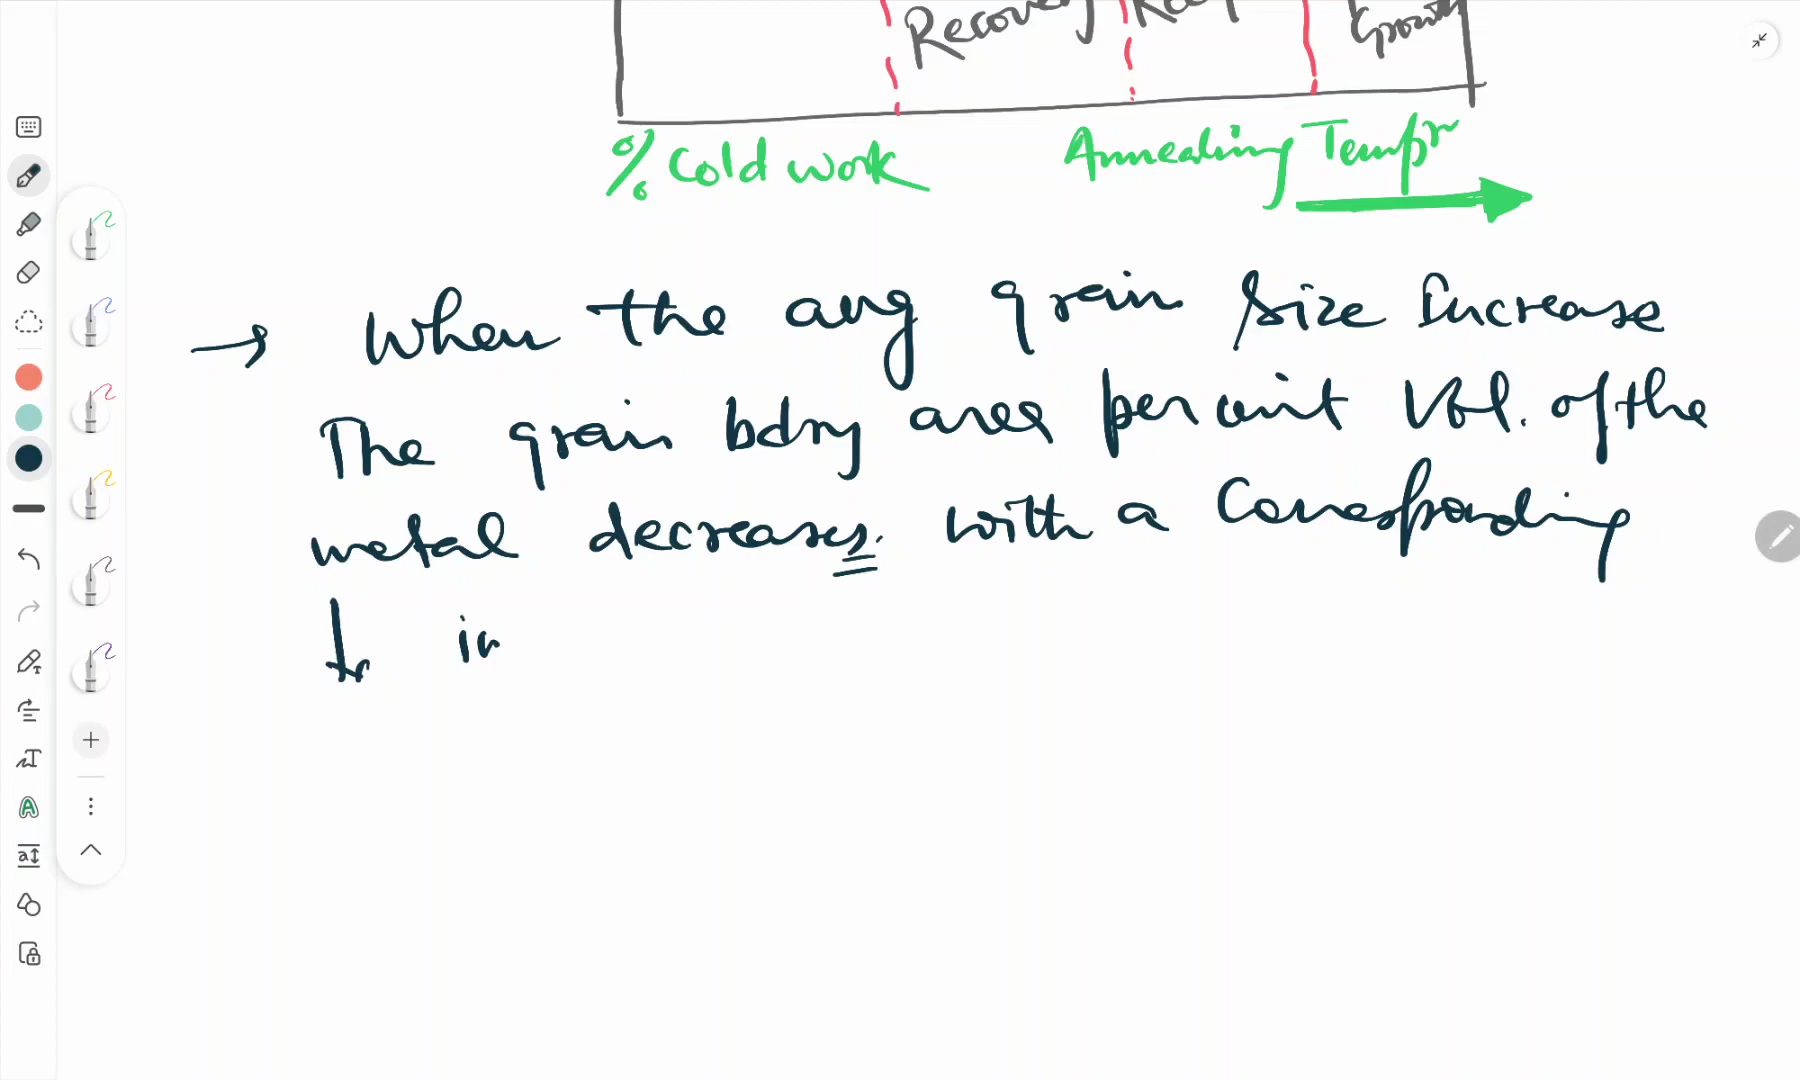 Recovery
Growth
% Cold work Annealing Tempr
→ When the avg grain size Increase
The grain bdry area per unit Vol. of the
metal decreases. with a Corresponding
↓ in